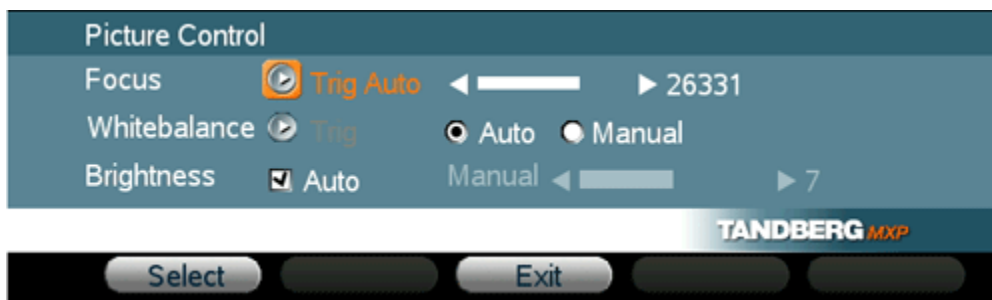 Picture Control
Focus Trig Auto 26331
Whitebalance Trig Auto Manual
Brightness Auto Manual 7
TANDBERG MXP
Select Exit